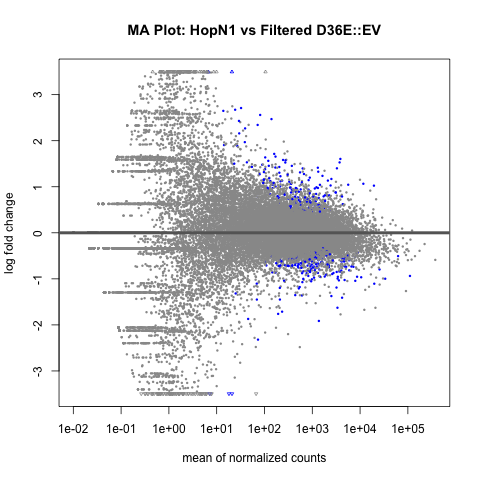 MA Plot: HopN1 vs Filtered D36E::EV
log fold change
3
2
1
0
-1
-2
-3
1e-02 1e-01 1e+00 1e+01 1e+02 1e+03 1e+04 1e+05
mean of normalized counts